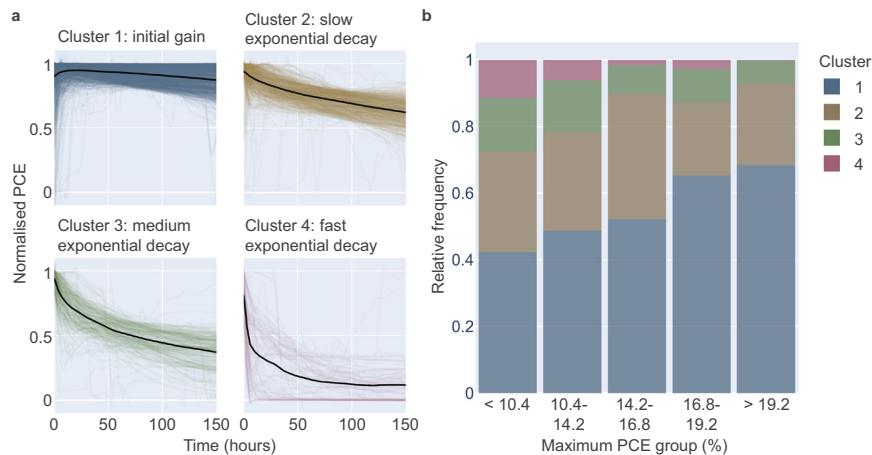 a
Cluster 1: initial gain
Cluster 2: slow
exponential decay
1
0.5
0
Cluster 3: medium
exponential decay
Cluster 4: fast
exponential decay
1
0.5
0
0
50
100
150
0
50
100
150
Normalised PCE
Time (hours)
b
1
0.8
0.6
0.4
0.2
0
Relative frequency
< 10.4
10.4-
14.2
14.2-
16.8
16.8-
19.2
> 19.2
Maximum PCE group (%)
Cluster
1
2
3
4